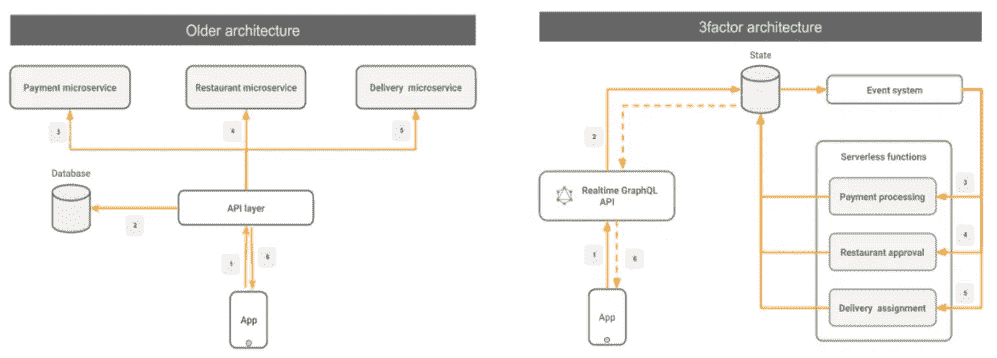 Older architecture
Payment microservice
Restaurant microservice
Delivery microservice
3
4
5
Database
API layer
2
1
6
App
3factor architecture
State
Event system
2
Serverless functions
Realtime GraphQL
API
Payment processing
3
Restaurant approval
4
Delivery assignment
5
1
6
App